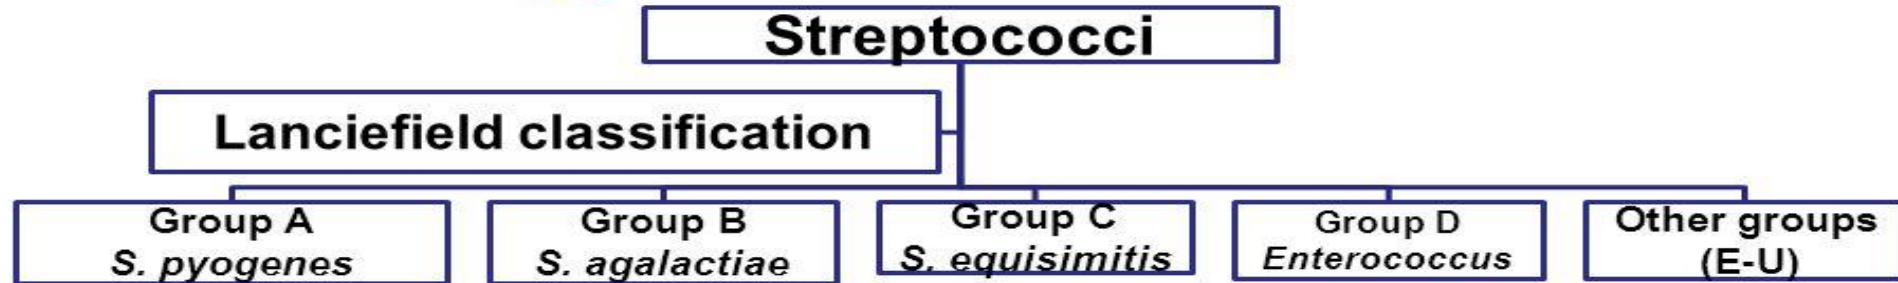 Streptococci
Lanciefield classification
Group A
S. pyogenes
Group B
S. agalactiae
Group C
S. equisimitis
Group D
Enterococcus
Other groups
(E-U)